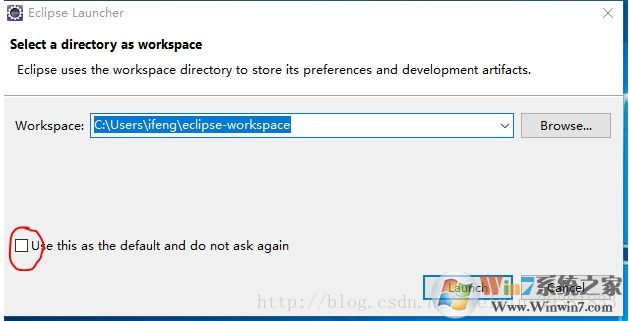 Eclipse Launcher
Select a directory as workspace
Eclipse uses the workspace directory to store its preferences and development artifacts.
Workspace: C:\Users\ifeng\eclipse-workspace Browse...
Use this as the default and do not ask again
Launch Cancel
http://blog.csdn.
Win7系统之家
Www.Winwin7.com